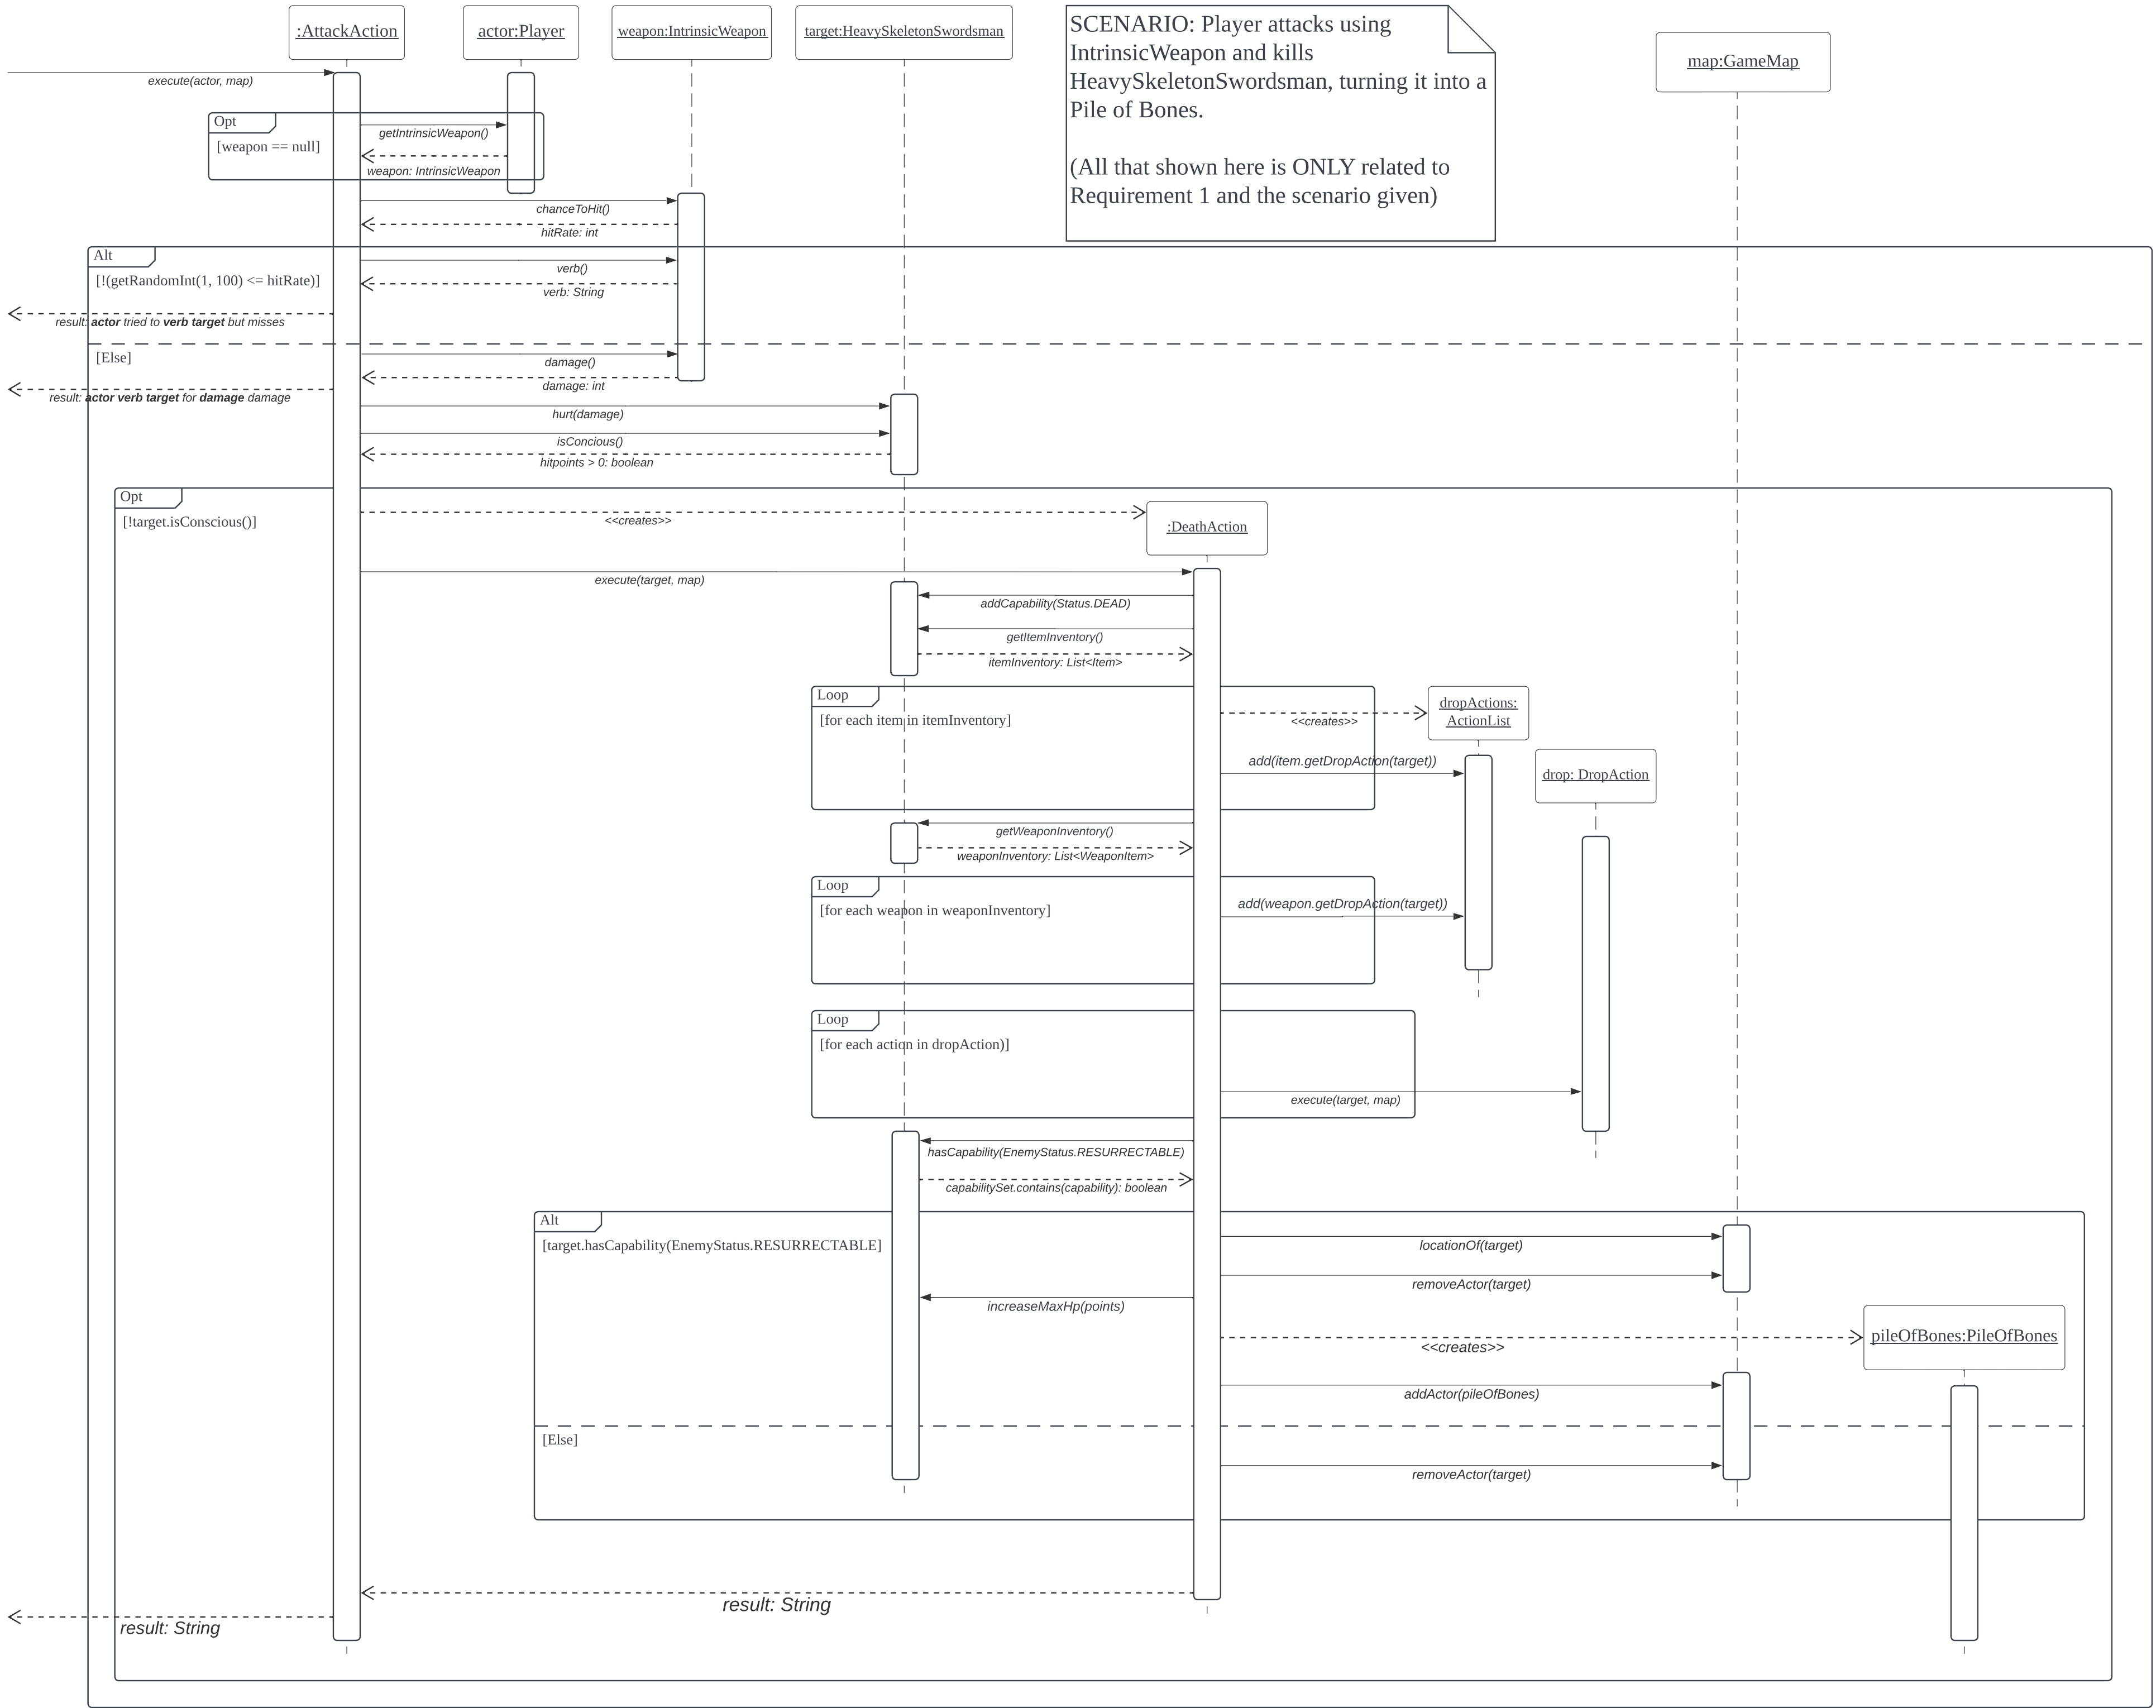 :AttackAction
actor:Player
weapon:IntrinsicWeapon
target:HeavySkeletonSwordsman
SCENARIO: Player attacks using
IntrinsicWeapon and kills
HeavySkeletonSwordsman, turning it into a
Pile of Bones.
(All that shown here is ONLY related to
Requirement 1 and the scenario given)
map:GameMap
execute(actor, map)
Opt
[weapon == null]
getIntrinsicWeapon()
weapon: IntrinsicWeapon
chanceToHit()
hitRate: int
Alt
[!(getRandomInt(1, 100) <= hitRate)]
verb()
verb: String
result: actor tried to verb target but misses
[Else]
damage()
damage: int
result: actor verb target for damage damage
hurt(damage)
isConcious()
hitpoints > 0: boolean
Opt
[!target.isConscious()]
<<creates>>
:DeathAction
execute(target, map)
addCapability(Status.DEAD)
getItemInventory()
itemInventory: List<Item>
Loop
[for each item in itemInventory]
<<creates>>
dropActions:
ActionList
add(item.getDropAction(target))
drop: DropAction
getWeaponInventory()
weaponInventory: List<WeaponItem>
Loop
[for each weapon in weaponInventory]
add(weapon.getDropAction(target))
Loop
[for each action in dropAction)]
execute(target, map)
hasCapability(EnemyStatus.RESURRECTABLE)
capabilitySet.contains(capability): boolean
Alt
[target.hasCapability(EnemyStatus.RESURRECTABLE]
locationOf(target)
removeActor(target)
increaseMaxHp(points)
pileOfBones:PileOfBones
<<creates>>
addActor(pileOfBones)
[Else]
removeActor(target)
result: String
result: String